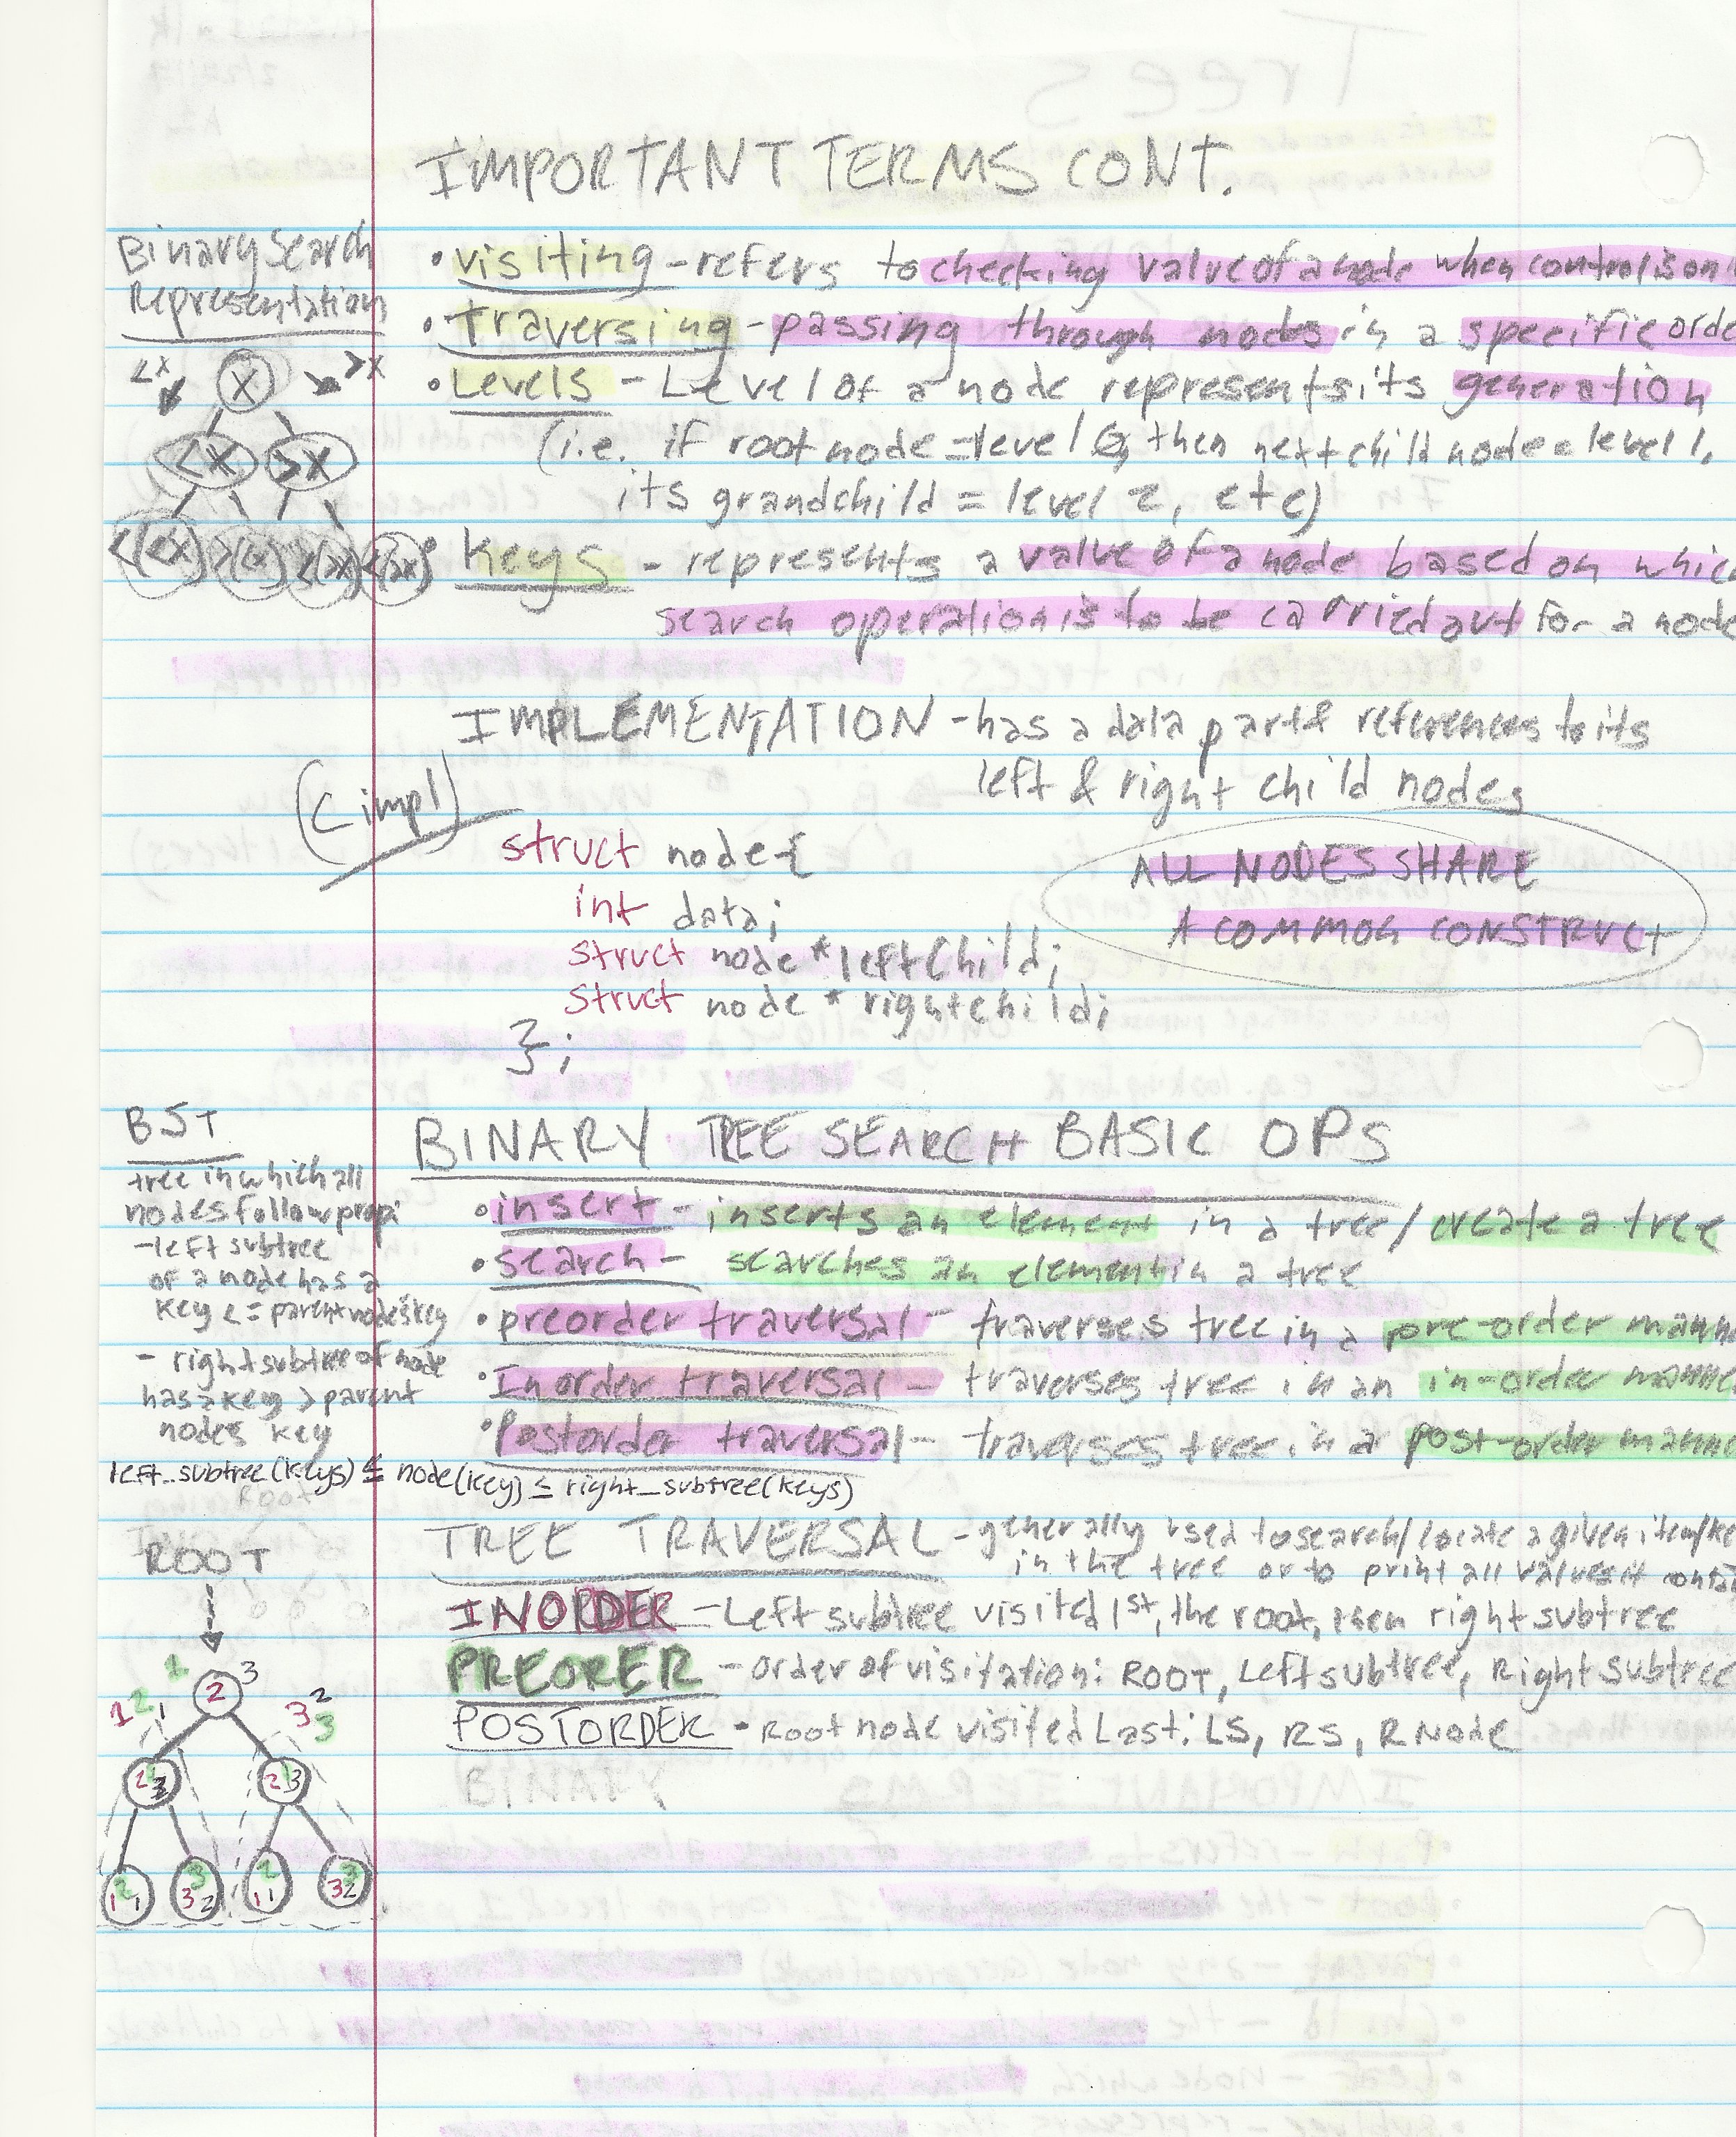 IMPORTANT TERMS CONT.
Binary Search
Representation
<x
X
>x
<x
>x
<(<x)
>(<x)
<(>x)
<(>x)
• visiting - refers to checking value of a node when control is on
• Traversing - passing through nodes in a specific orde
• Levels - Level of a node represents its generation
(i.e. if root node = level 0, then next child node = level 1,
its grandchild = level 2, etc)
• Keys - represents a value of a node based on whic
search operation is to be carried out for a node
IMPLEMENTATION - has a data part & references to its
left & right child nodes
(C impl)
struct node {
int data;
struct node *leftChild;
struct node *rightchild;
};
ALL NODES SHARE
A COMMON CONSTRUCT
BST
tree in which all
nodes follow prop:
- left subtree
of a node has a
key <= parent node's key
- right subtree of node
has a key > parent
nodes key
left_subtree(keys) ≤ node(key) ≤ right_subtree(keys)
BINARY TREE SEARCH BASIC OPS
• insert - inserts an element in a tree/create a tree
• search - searches an element in a tree
• preorder traversal - traverses tree in a pre-order manne
• Inorder traversal - traverses tree in an in-order manne
• Postorder traversal - traverses tree in a post-order manne
TREE TRAVERSAL - generally used to search/locate a given item/ke
in the tree or to print all values it contai
INORDER - Left subtree visited 1st, the root, then right subtree
PREORER - order of visitation: ROOT, Left subtree, Right Subtree
POSTORDER - Root node visited Last: LS, RS, R Node
ROOT
1
2
3
1 2 1
3 2
3
2 3
2 3
2
1 1
3
3 2
2
1 1
3
3 2